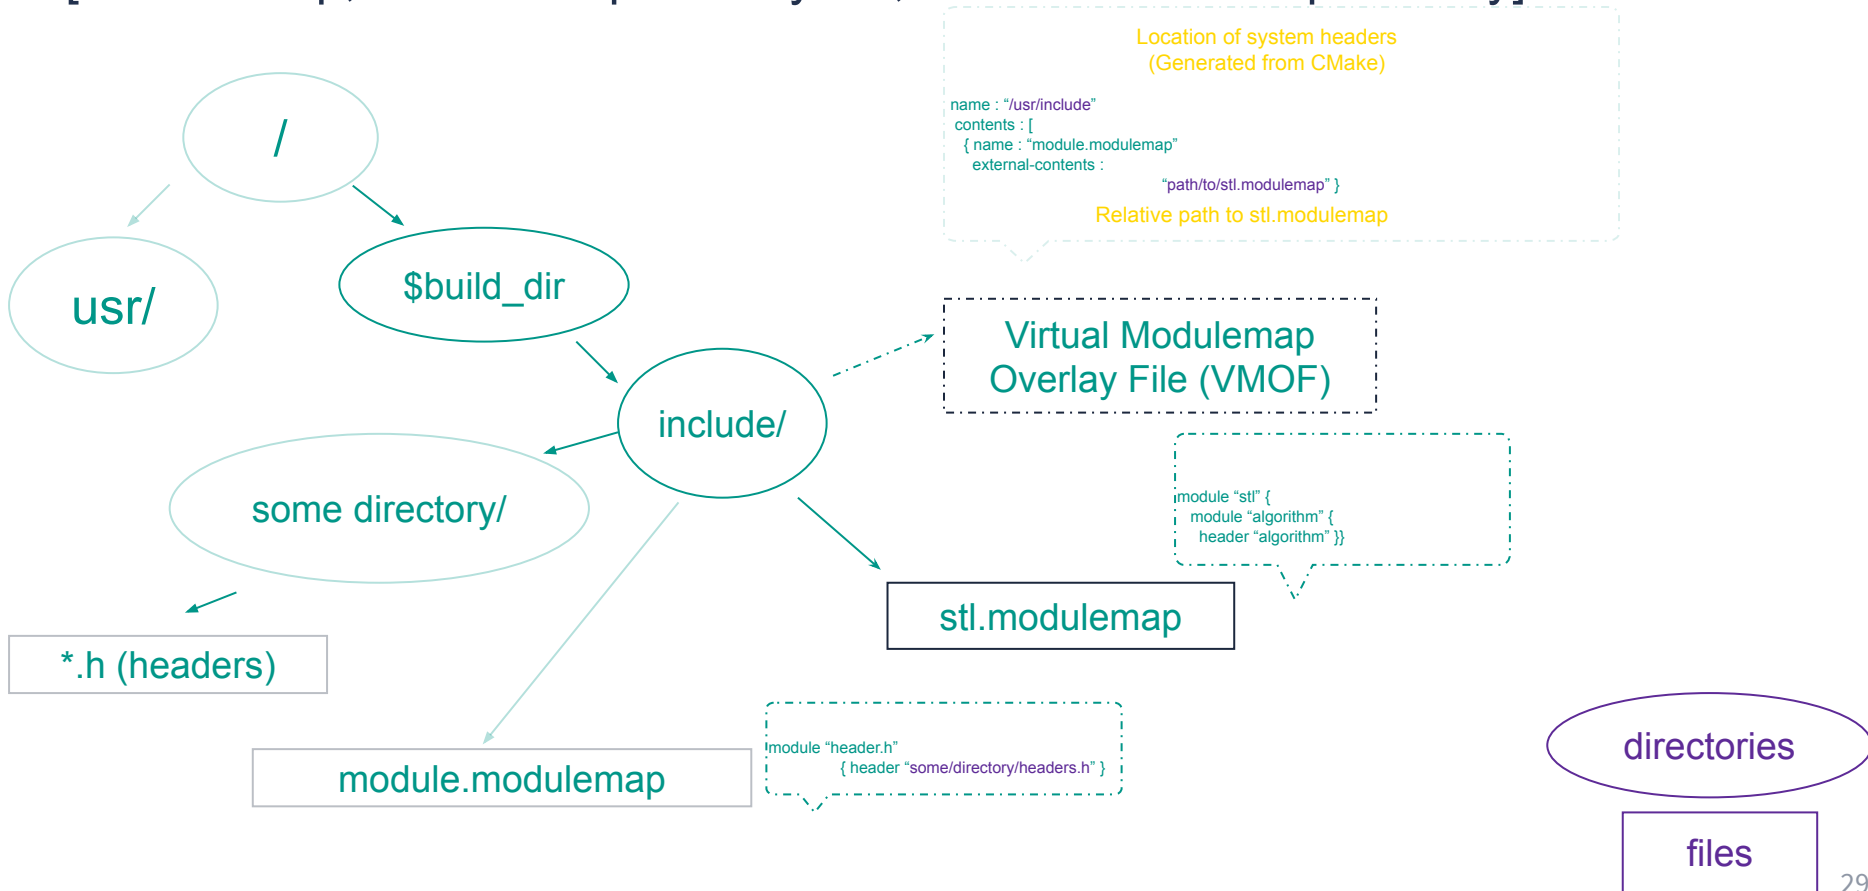 /
usr/
$build_dir
include/
some directory/
*.h (headers)
module.modulemap
stl.modulemap
Virtual Modulemap
Overlay File (VMOF)
Location of system headers
(Generated from CMake)
name : “/usr/include”
contents : [
{ name : “module.modulemap”
external-contents :
“path/to/stl.modulemap” }
Relative path to stl.modulemap
module “stl” {
module “algorithm” {
header “algorithm” }}
module “header.h”
{ header “some/directory/headers.h” }
directories
files
29